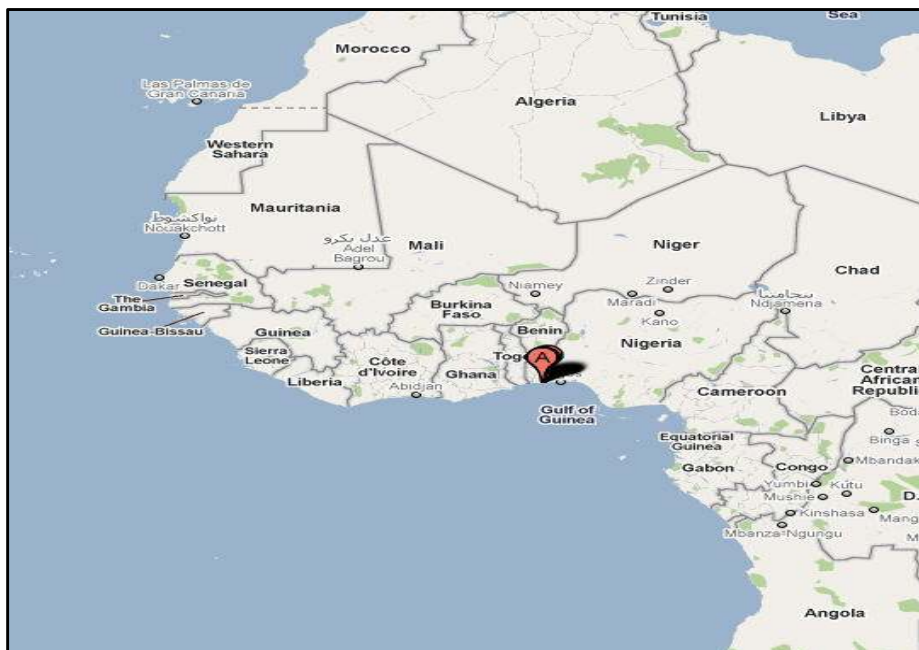 Tunisia
Sea
Morocco
Las Palmas de
Gran Canaria
Algeria
Libya
Western
Sahara
Mauritania
نواكشوط
Nouakchott
عدل بكرو
Adel
Bagrou
Mali
Niger
Chad
Dakar
Senegal
The
Gambia
Guinea-Bissau
Niamey
Zinder
Maradi
Kano
Ndjamena
Burkina
Faso
Guinea
Benin
Nigeria
Sierra
Leone
Côte
d'Ivoire
Togo
A
Ghana
Liberia
Abidjan
Gulf of
Guinea
Cameroon
Central
African
Republic
Equatorial
Guinea
Gabon
Congo
Binga
Mbandak
Yumbi
Kutu
Mushie
D.
Kinshasa
Mang
Mbanza-Ngungu
Angola